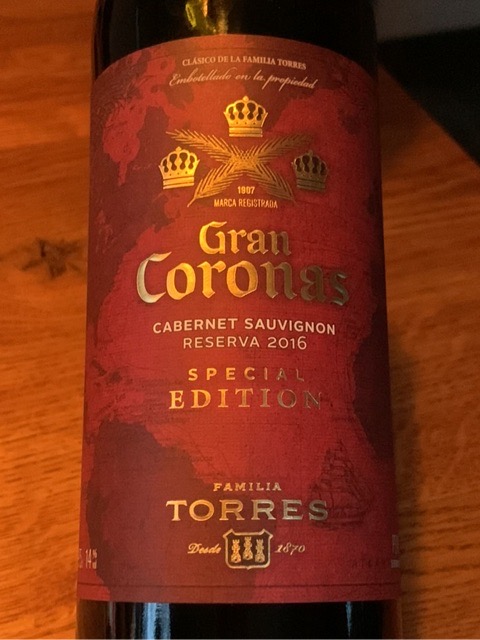 CLÁSICO DE LA FAMILIA TORRES
Embotellado en la propiedad
1907
MARCA REGISTRADA
Gran
Coronas
CABERNET SAUVIGNON
RESERVA 2016
SPECIAL
EDITION
FAMILIA
TORRES
Desde 1870
14